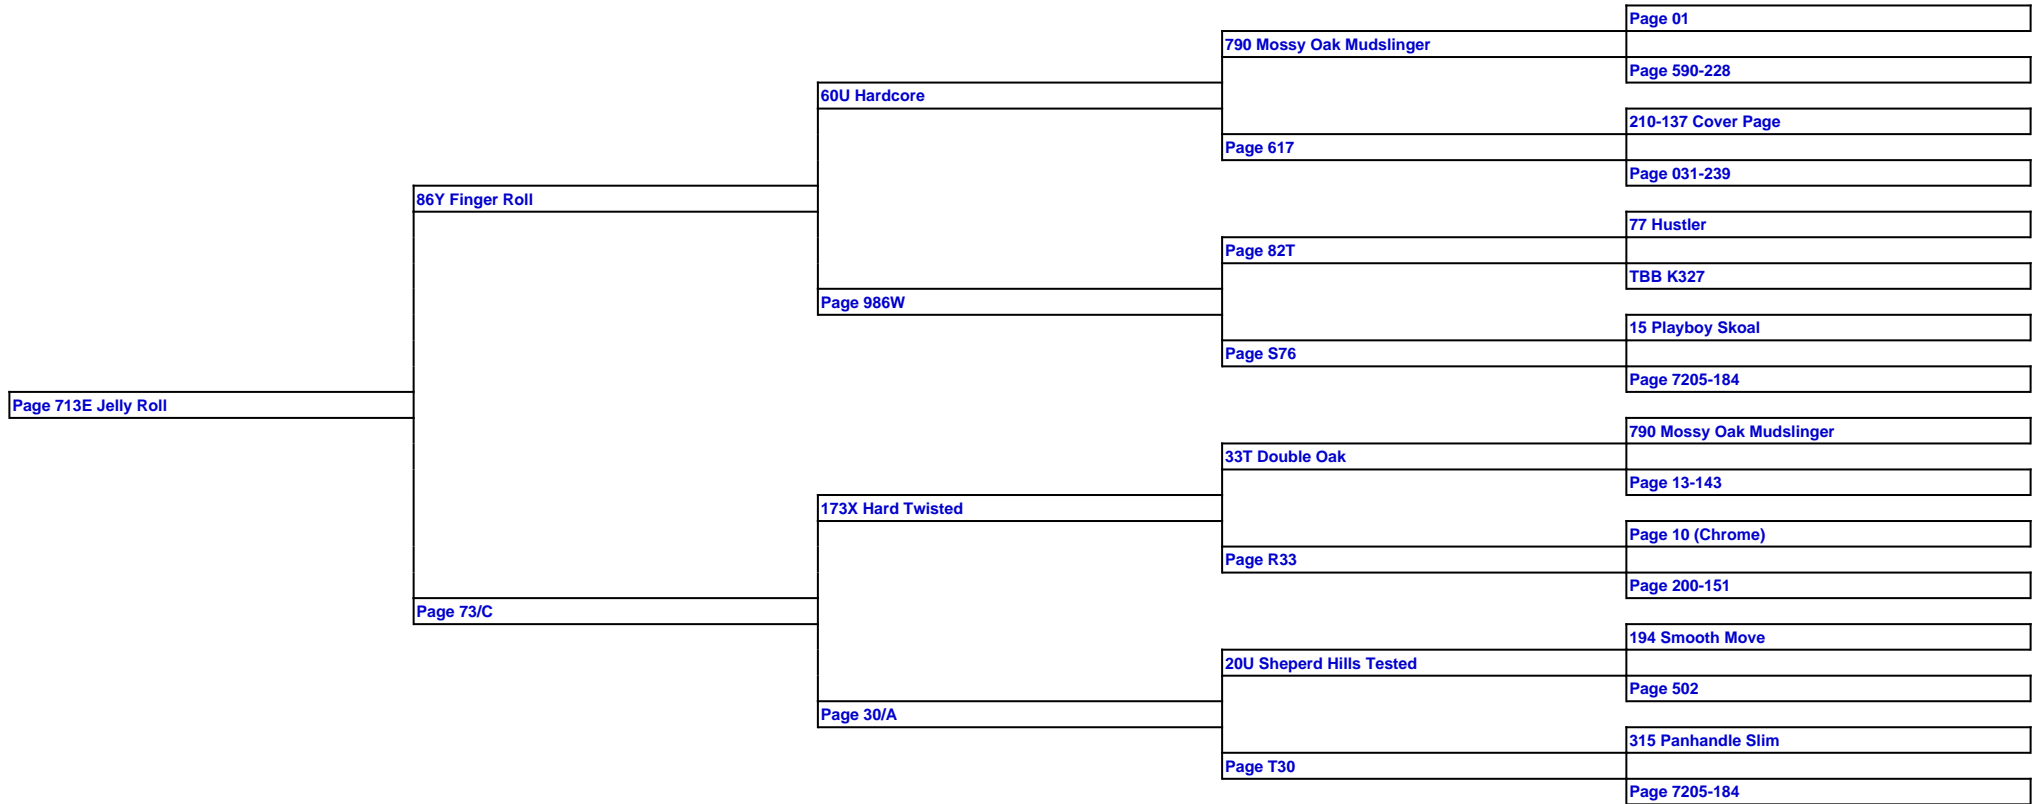 Page 01
790 Mossy Oak Mudslinger
Page 590-228
60U Hardcore
210-137 Cover Page
Page 617
Page 031-239
86Y Finger Roll
77 Hustler
Page 82T
TBB K327
Page 986W
15 Playboy Skoal
Page S76
Page 7205-184
Page 713E Jelly Roll
790 Mossy Oak Mudslinger
33T Double Oak
Page 13-143
173X Hard Twisted
Page 10 (Chrome)
Page R33
Page 200-151
Page 73/C
194 Smooth Move
20U Sheperd Hills Tested
Page 502
Page 30/A
315 Panhandle Slim
Page T30
Page 7205-184